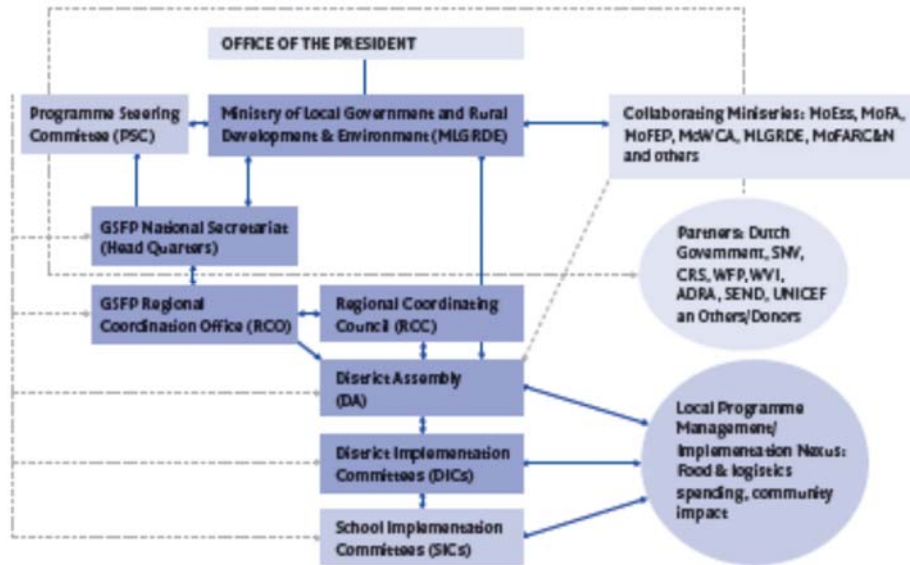 OFFICE OF THE PRESIDENT
Programme Steering
Committee (PSC)
Ministry of Local Government and Rural
Development & Environment (MLGRDE)
Collaborating Ministeries: MoEss, MoFA,
MoFEP, MoWCA, MLGRDE, MoFARC&N
and others
GSFP National Secretariat
(Head Quarters)
Partners: Dutch
Government, SNV,
CRS, WFP, WVI,
ADRA, SEND, UNICEF
an Others/Donors
GSFP Regional
Coordination Office (RCO)
Regional Coordinating
Council (RCC)
District Assembly
(DA)
Local Programme
Management/
Implementation Nexus:
Food & logistics
spending, community
impact
District Implementation
Committees (DICs)
School Implementation
Committees (SICs)